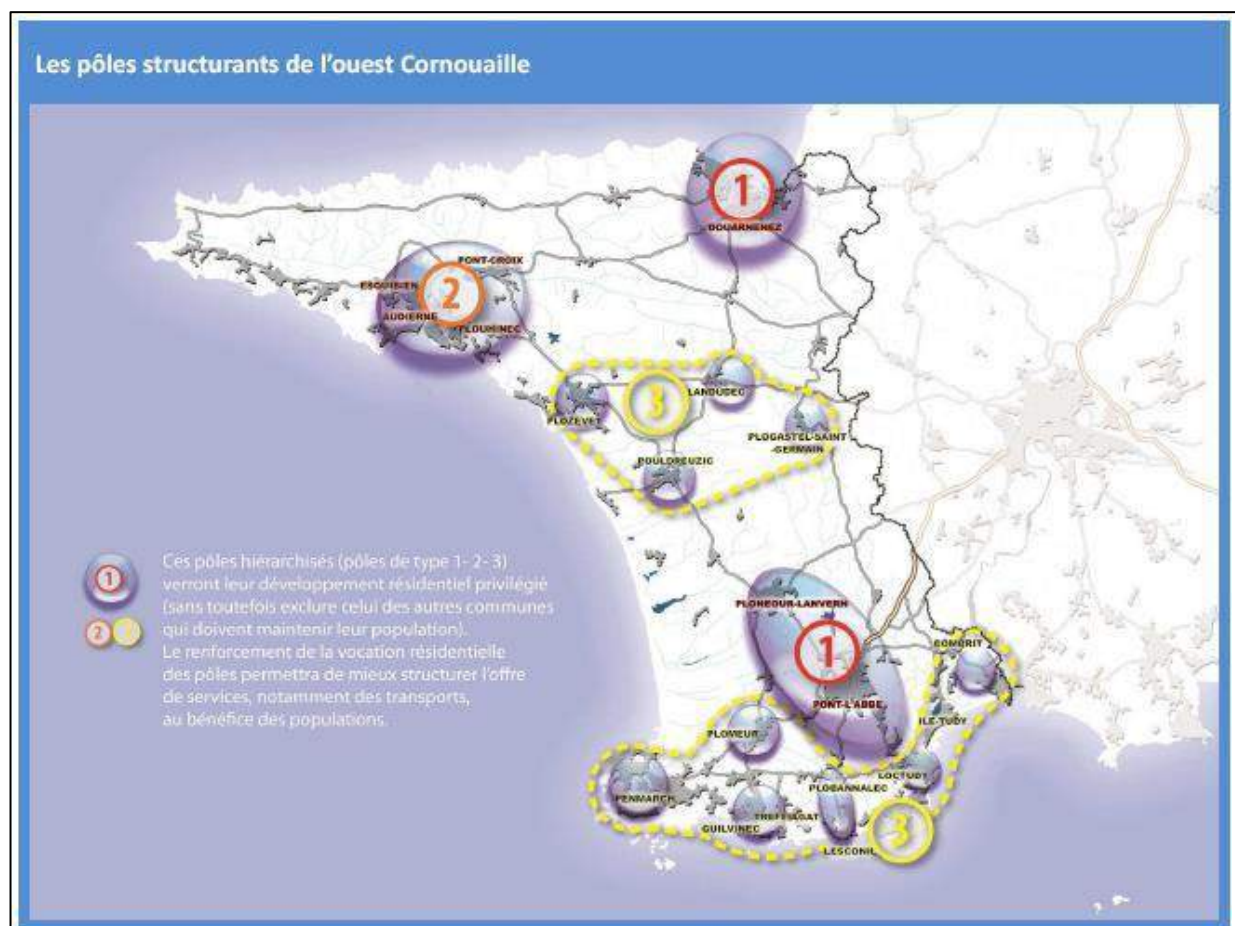 Les pôles structurants de l'ouest Cornouaille
1
DOUARNENEZ
PONT-CROIX
ESQUIBIEN
2
AUDIERNE
PLOUHINEC
3
LANDUDEC
PLOZEVET
PLOGASTEL-SAINT
-GERMAIN
POULDREUZIC
1
Ces pôles hiérarchisés (pôles de type 1- 2- 3)
verront leur développement résidentiel privilégié
(sans toutefois exclure celui des autres communes
qui doivent maintenir leur population).
2
Le renforcement de la vocation résidentielle
des pôles permettra de mieux structurer l'offre
de services, notamment des transports,
au bénéfice des populations.
PLONEOUR-LANVERN
1
COMBRIT
PONT-L'ABBE
ILE-TUDY
PLOMEUR
LOCTUDY
PLOBANNALEC
PENMARCH
TREFFIAGAT
GUILVINEC
3
LESCONIL